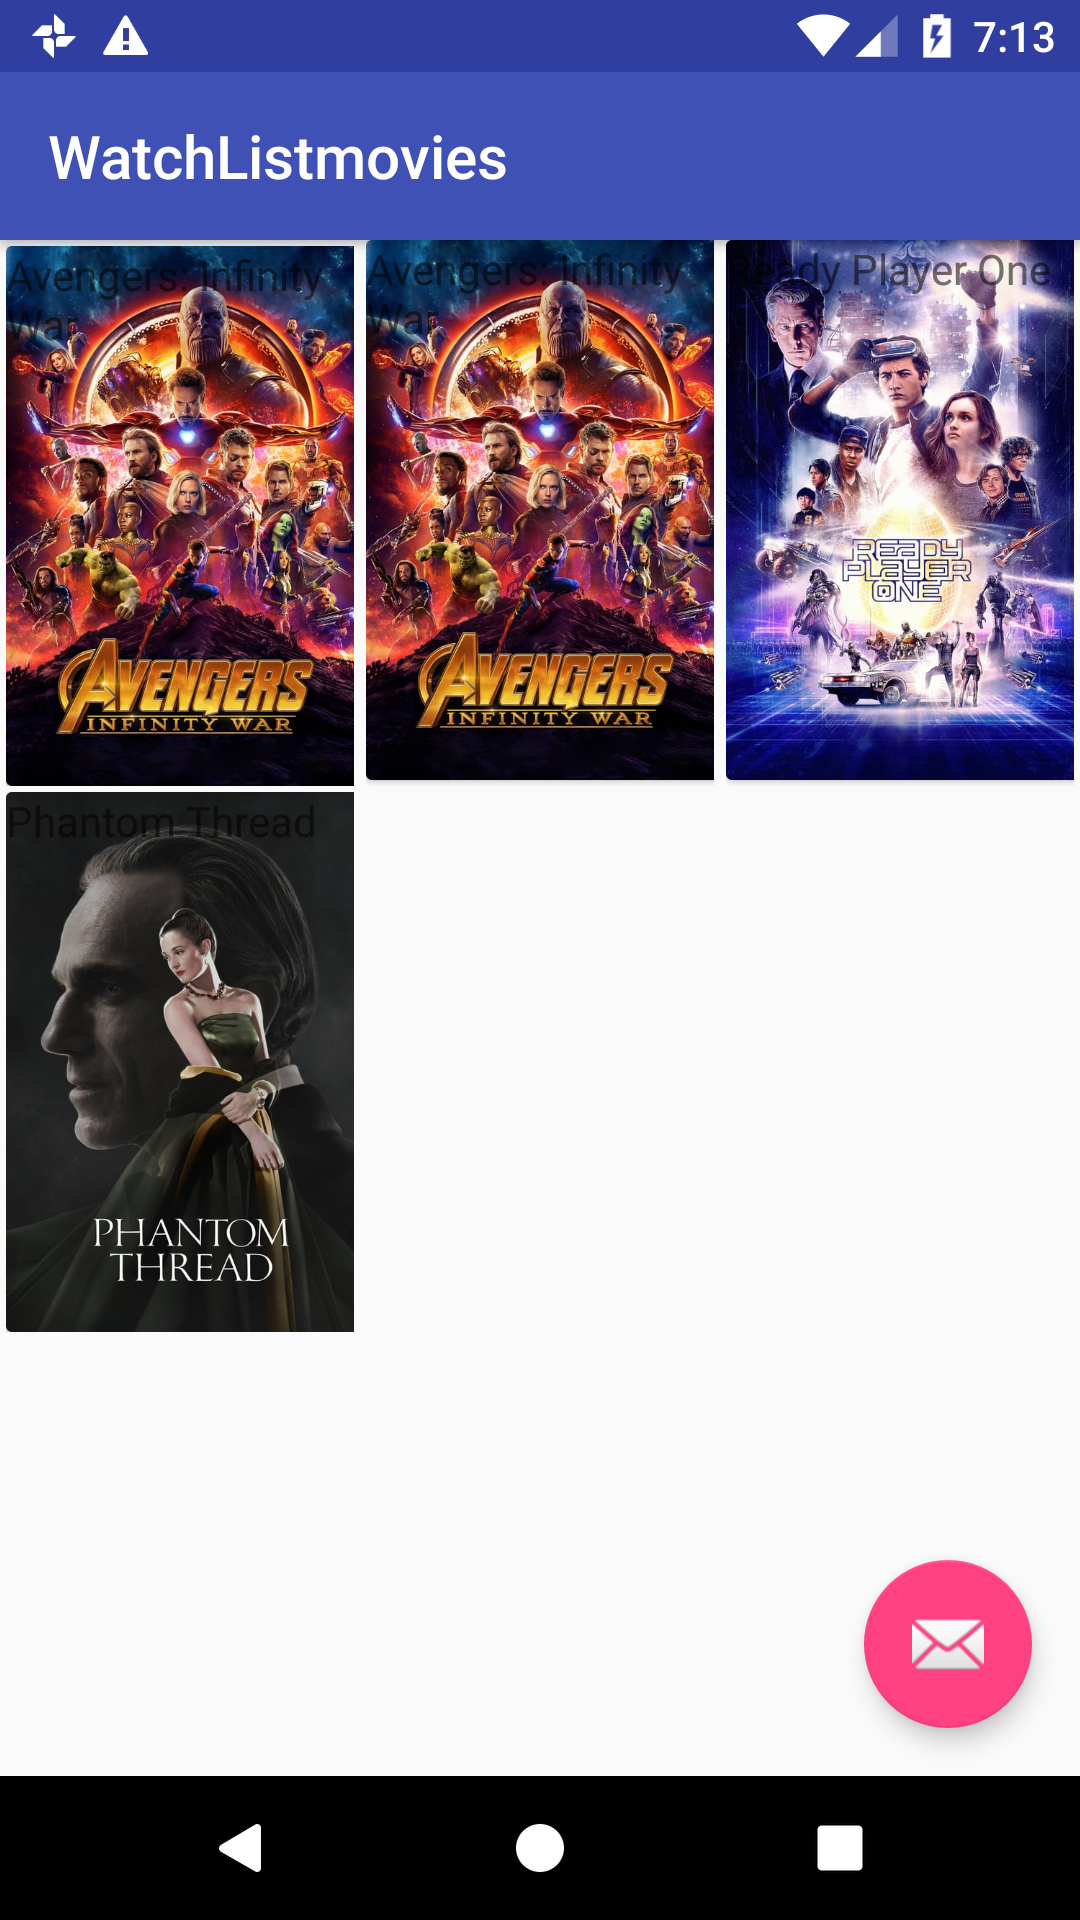 7:13
WatchListmovies
Avengers: Infinity
War
Avengers: Infinity
War
Ready Player One
AVENGERS
INFINITY WAR
AVENGERS
INFINITY WAR
READY
PLAYER
ONE
Phantom Thread
PHANTOM
THREAD